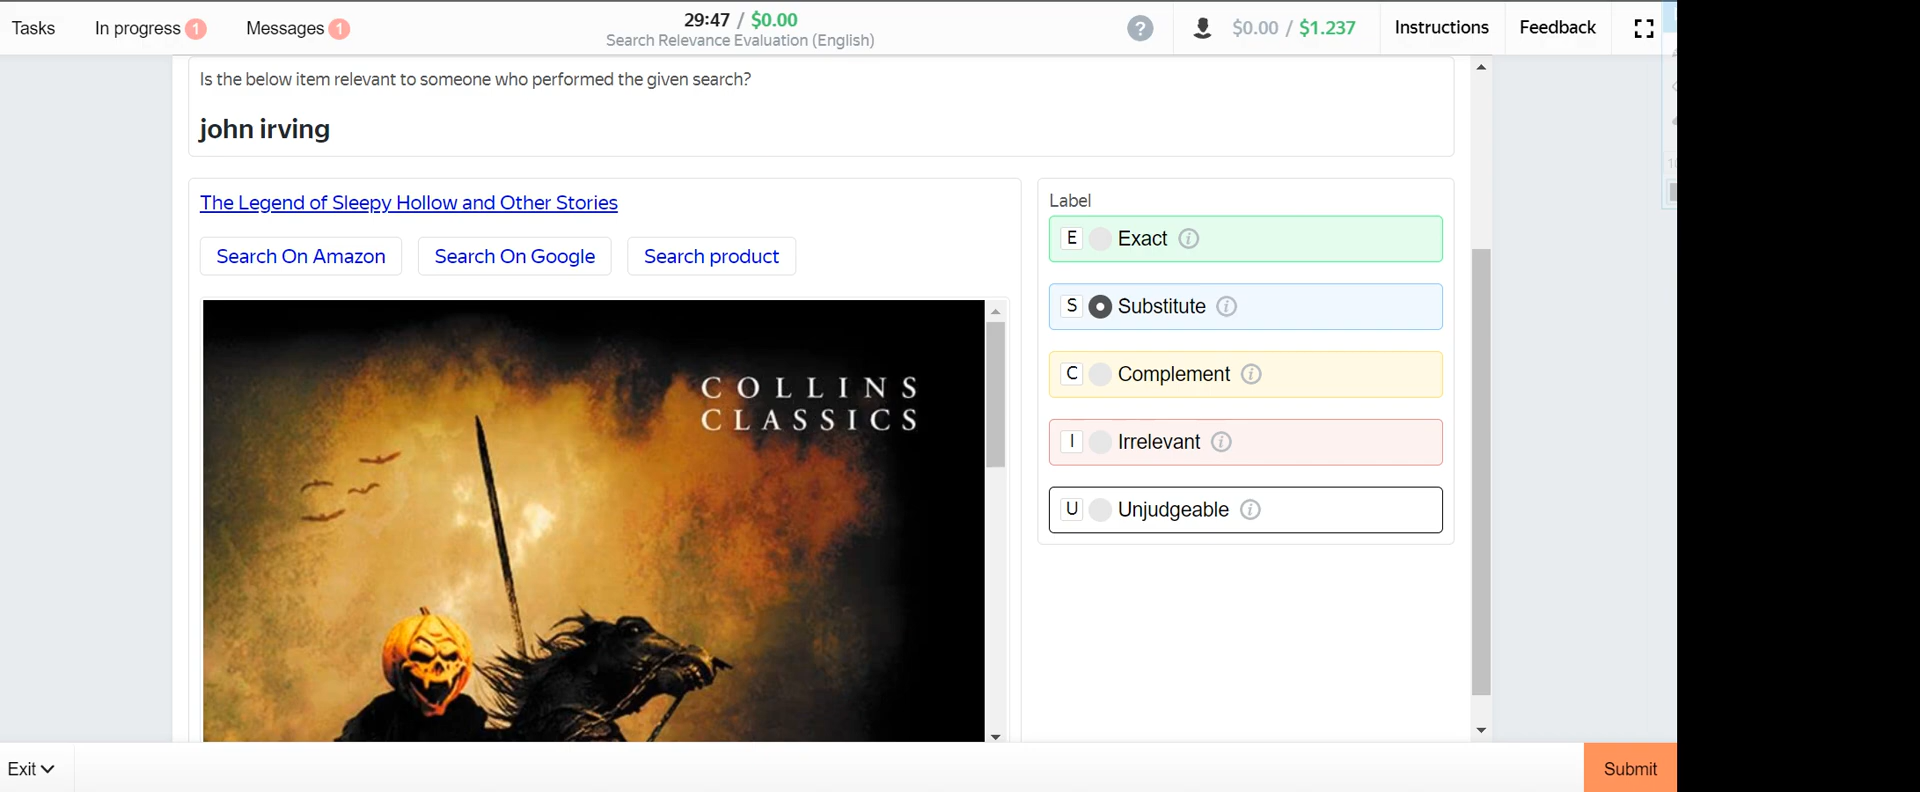 Tasks
In progress 1
Messages 1
29:47 / $0.00
Search Relevance Evaluation (English)
?
$0.00 / $1.237
Instructions
Feedback
Is the below item relevant to someone who performed the given search?
john irving
The Legend of Sleepy Hollow and Other Stories
Search On Amazon
Search On Google
Search product
COLLINS
CLASSICS
Label
E Exact i
S Substitute i
C Complement i
I Irrelevant i
U Unjudgeable i
Exit
Submit